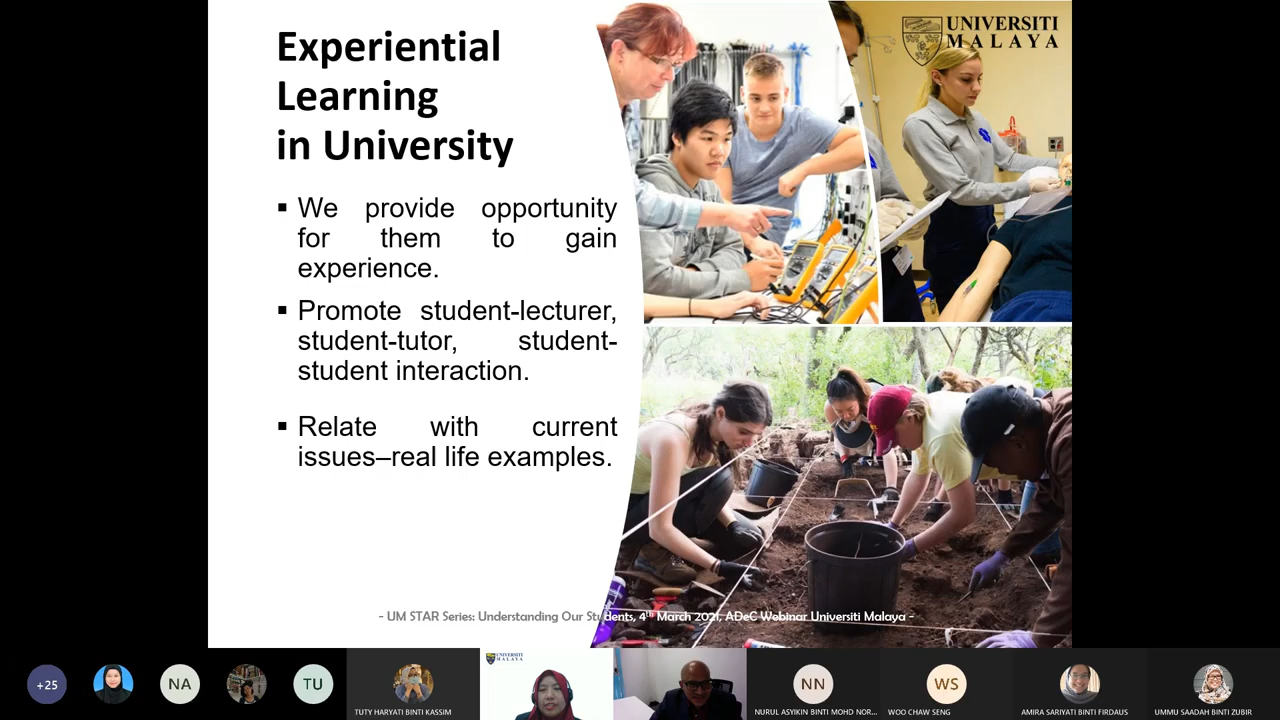 Experiential
Learning
in University
UNIVERSITI
MALAYA
▪ We provide opportunity
for them to gain
experience.
▪ Promote student-lecturer,
student-tutor, student-
student interaction.
▪ Relate with current
issues–real life examples.
- UM STAR Series: Understanding Our Students, 4th March 2021, ADeC Webinar Universiti Malaya -
+25
NA
TU
TUTY HARYATI BINTI KASSIM
UNIVERSITI
MALAYA
NN
NURUL ASYIKIN BINTI MOHD NOR...
WS
WOO CHAW SENG
AMIRA SARIYATI BINTI FIRDAUS
UMMU SAADAH BINTI ZUBIR